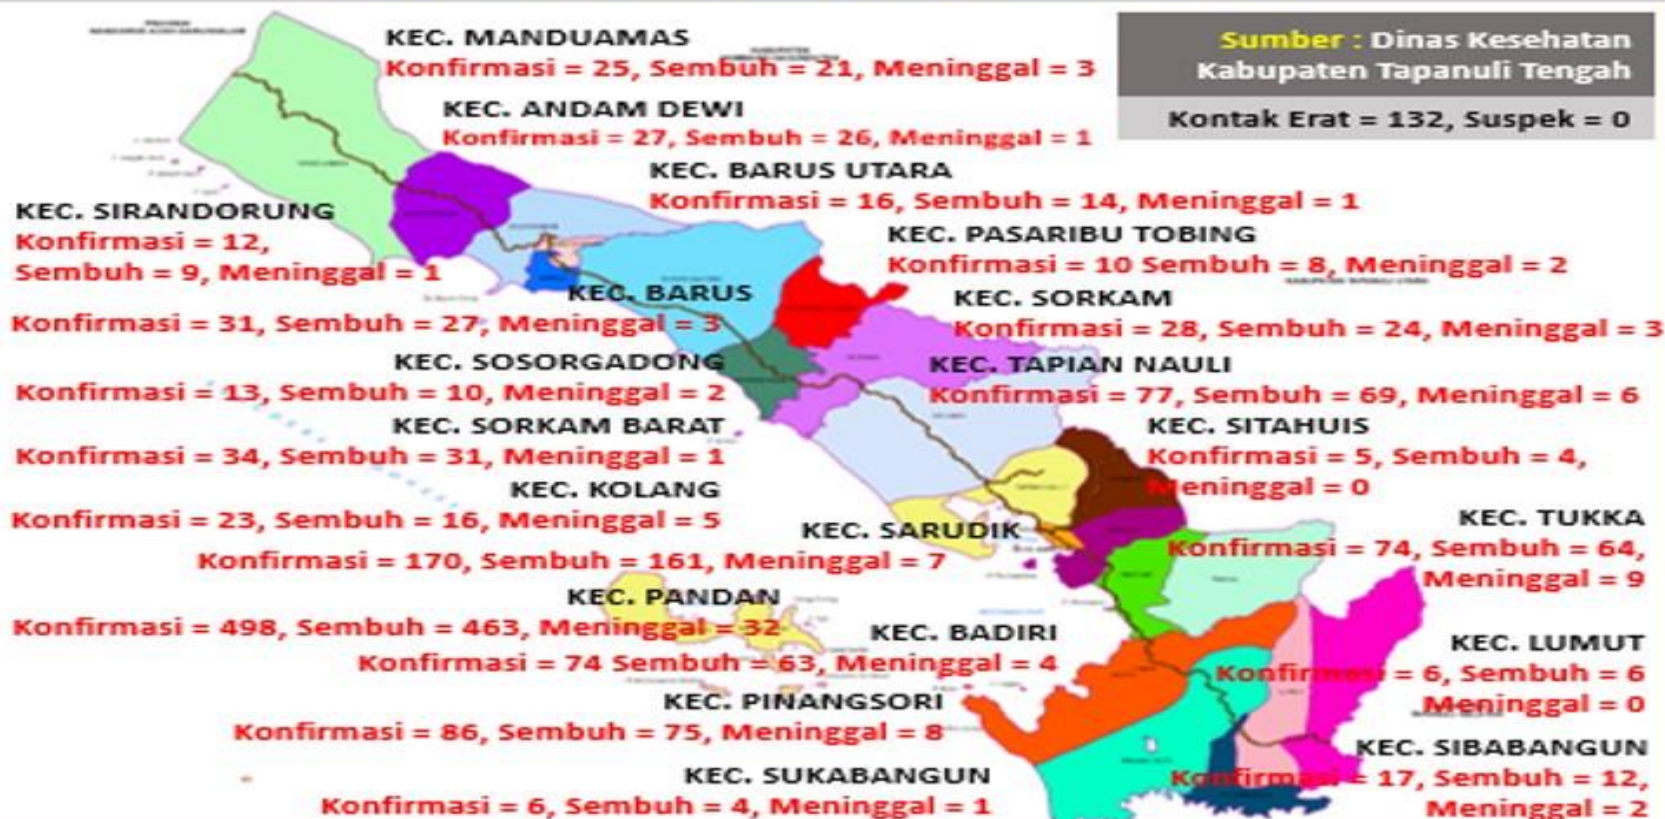 KEC. MANDUAMAS
Konfirmasi = 25, Sembuh = 21, Meninggal = 3
Sumber : Dinas Kesehatan
Kabupaten Tapanuli Tengah
Kontak Erat = 132, Suspek = 0
KEC. ANDAM DEWI
Konfirmasi = 27, Sembuh = 26, Meninggal = 1
KEC. BARUS UTARA
Konfirmasi = 16, Sembuh = 14, Meninggal = 1
KEC. SIRANDORUNG
Konfirmasi = 12,
Sembuh = 9, Meninggal = 1
KEC. PASARIBU TOBING
Konfirmasi = 10 Sembuh = 8, Meninggal = 2
KEC. BARUS
Konfirmasi = 31, Sembuh = 27, Meninggal = 3
KEC. SORKAM
Konfirmasi = 28, Sembuh = 24, Meninggal = 3
KEC. SOSORGADONG
Konfirmasi = 13, Sembuh = 10, Meninggal = 2
KEC. TAPIAN NAULI
Konfirmasi = 77, Sembuh = 69, Meninggal = 6
KEC. SORKAM BARAT
Konfirmasi = 34, Sembuh = 31, Meninggal = 1
KEC. SITAHUIS
Konfirmasi = 5, Sembuh = 4,
Meninggal = 0
KEC. KOLANG
Konfirmasi = 23, Sembuh = 16, Meninggal = 5
KEC. SARUDIK
Konfirmasi = 170, Sembuh = 161, Meninggal = 7
KEC. TUKKA
Konfirmasi = 74, Sembuh = 64,
Meninggal = 9
KEC. PANDAN
Konfirmasi = 498, Sembuh = 463, Meninggal = 32
KEC. BADIRI
Konfirmasi = 74 Sembuh = 63, Meninggal = 4
KEC. LUMUT
Konfirmasi = 6, Sembuh = 6
Meninggal = 0
KEC. PINANGSORI
Konfirmasi = 86, Sembuh = 75, Meninggal = 8
KEC. SIBABANGUN
Konfirmasi = 17, Sembuh = 12,
Meninggal = 2
KEC. SUKABANGUN
Konfirmasi = 6, Sembuh = 4, Meninggal = 1